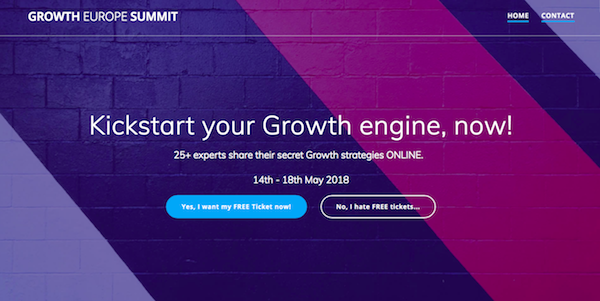 GROWTH EUROPE SUMMIT
HOME
CONTACT
Kickstart your Growth engine, now!
25+ experts share their secret Growth strategies ONLINE.
14th - 18th May 2018
Yes, I want my FREE Ticket now!
No, I hate FREE tickets...